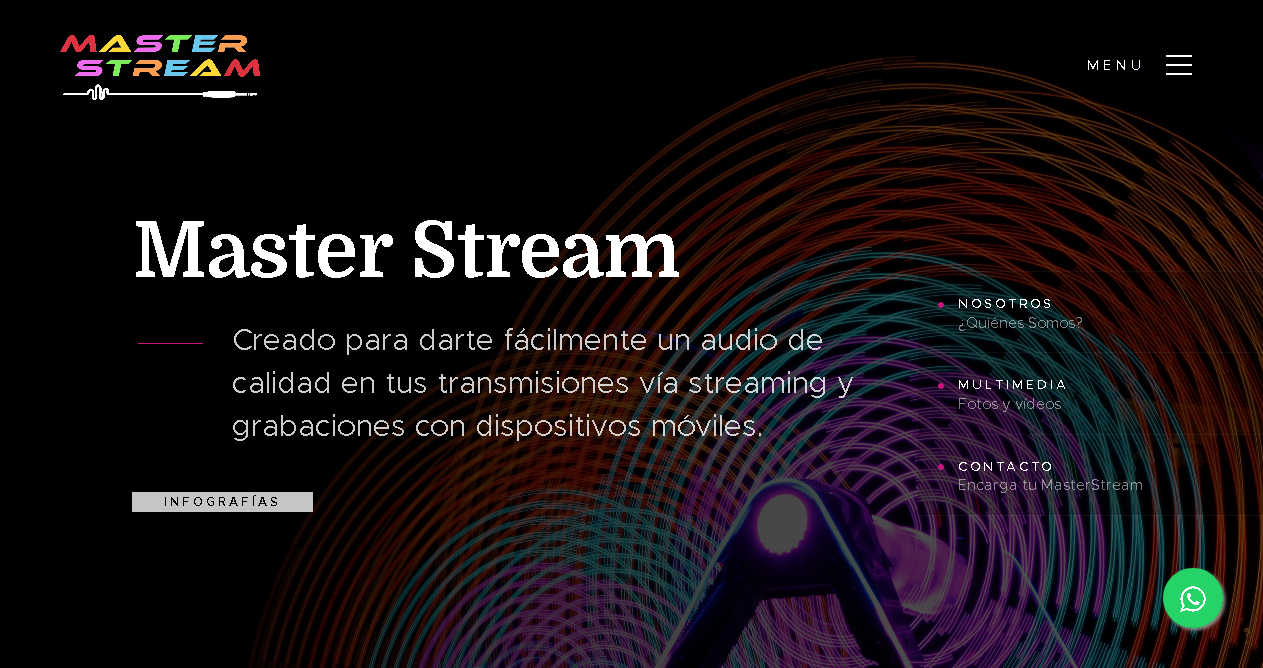 MASTER
STREAM
MENU
Master Stream
Creado para darte fácilmente un audio de
calidad en tus transmisiones vía streaming y
grabaciones con dispositivos móviles.
INFOGRAFÍAS
NOSOTROS
¿Quiénes Somos?
MULTIMEDIA
Fotos y vídeos
CONTACTO
Encarga tu MasterStream